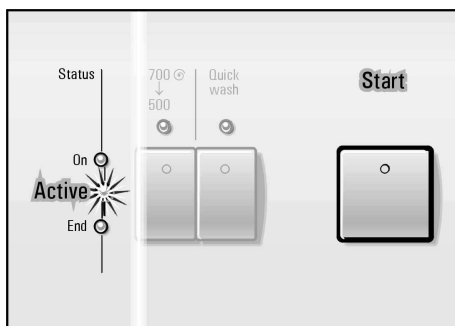 Status
700
↓
500
Quick
wash
Start
On
Active
End